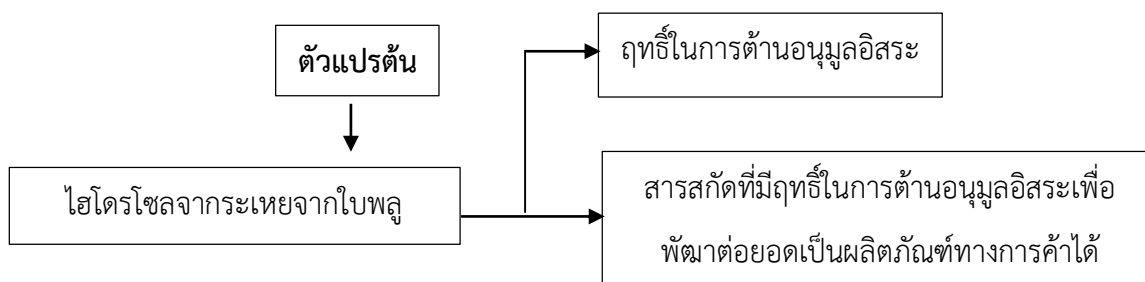 ตัวแปรต้น
ฤทธิ์ในการต้านอนุมูลอิสระ
ไฮโดรโซลจากระเหยจากใบพลู
สารสกัดที่มีฤทธิ์ในการต้านอนุมูลอิสระเพื่อ
พัฒาต่อยอดเป็นผลิตภัณฑ์ทางการค้าได้